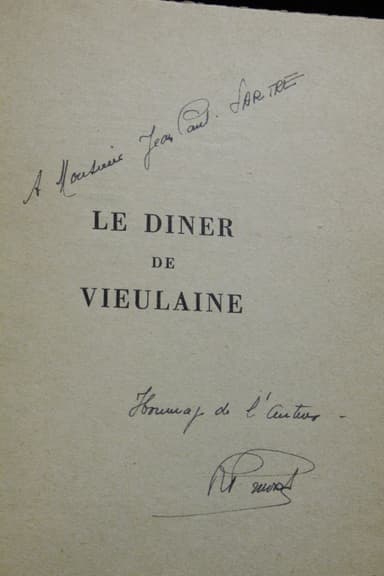 A Monsieur Jean Paul. SARTRE
LE DINER
DE
VIEULAINE
Hommage de l'auteur -